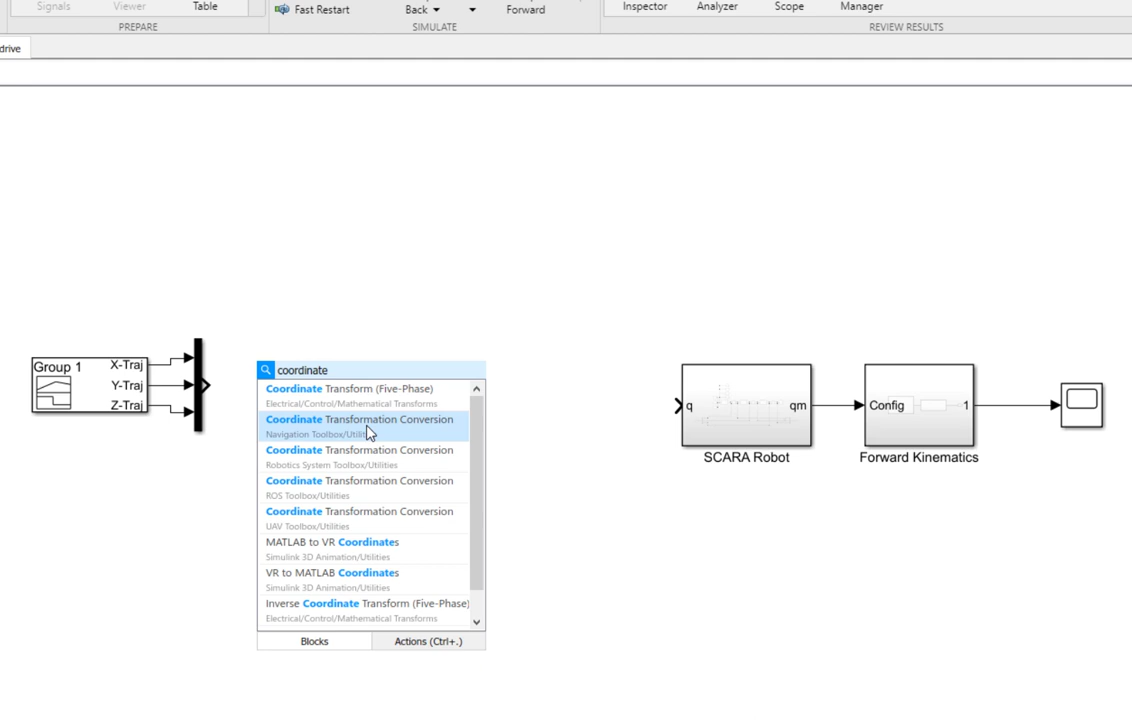 Signals
Viewer
Table
Fast Restart
Back
Forward
Inspector
Analyzer
Scope
Manager
PREPARE
SIMULATE
REVIEW RESULTS
drive
Group 1
X-Traj
Y-Traj
Z-Traj
coordinate
Coordinate Transform (Five-Phase)
Electrical/Control/Mathematical Transforms
Coordinate Transformation Conversion
Navigation Toolbox/Utilit
Coordinate Transformation Conversion
Robotics System Toolbox/Utilities
Coordinate Transformation Conversion
ROS Toolbox/Utilities
Coordinate Transformation Conversion
UAV Toolbox/Utilities
MATLAB to VR Coordinates
Simulink 3D Animation/Utilities
VR to MATLAB Coordinates
Simulink 3D Animation/Utilities
Inverse Coordinate Transform (Five-Phase)
Electrical/Control/Mathematical Transforms
Blocks
Actions (Ctrl+.)
q
qm
SCARA Robot
Config
1
Forward Kinematics